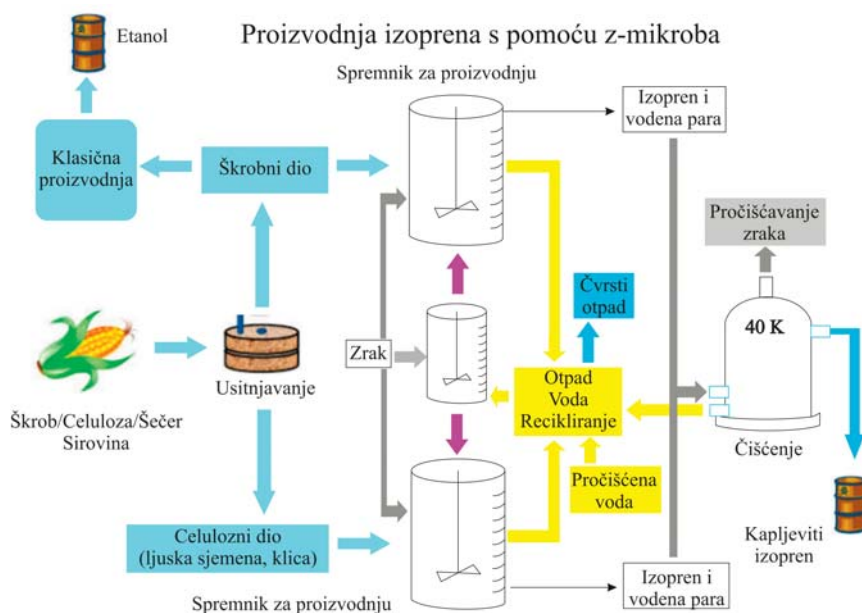 Etanol
Proizvodnja izoprena s pomoću z-mikroba
Spremnik za proizvodnju
Izopren i
vodena para
Klasična
proizvodnja
Škrobni dio
Pročišćavanje
zraka
Čvrsti
otpad
40 K
Zrak
Usitnjavanje
Otpad
Voda
Recikliranje
Škrob/Celuloza/Šečer
Sirovina
Čišćenje
Pročišćena
voda
Celulozni dio
(ljuska sjemena, klica)
Kapljeviti
izopren
Izopren i
vodena para
Spremnik za proizvodnju